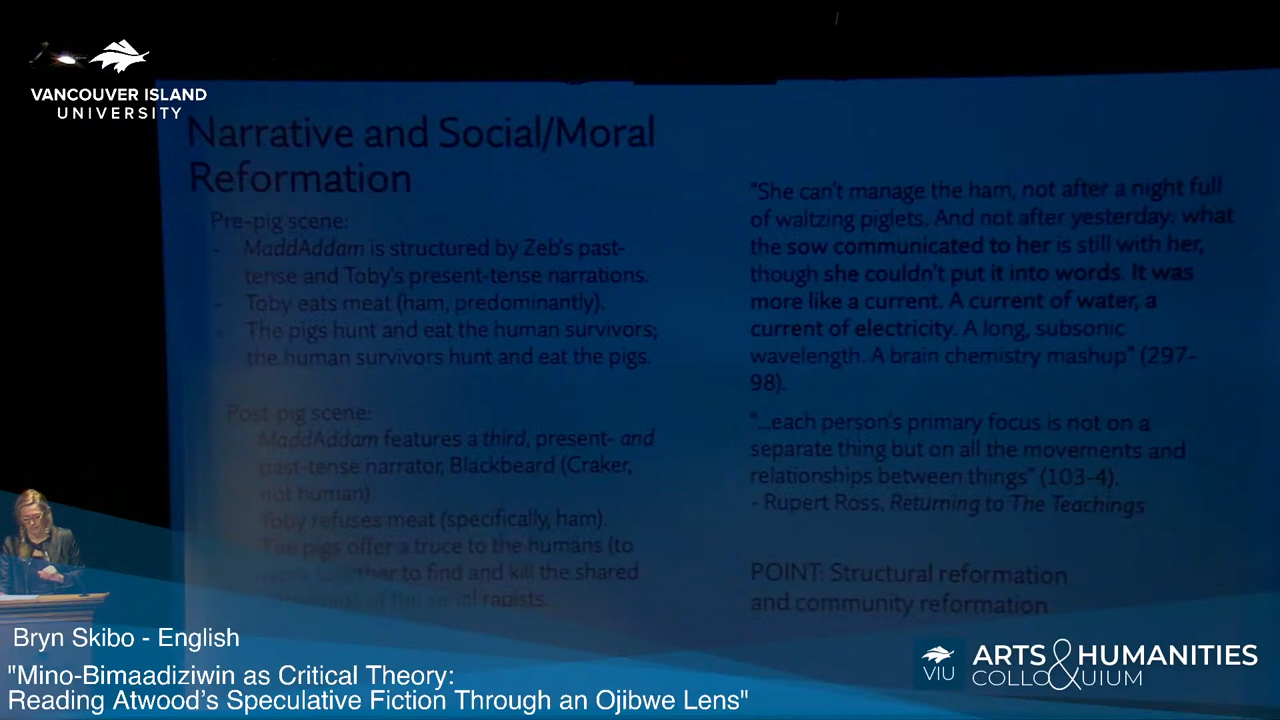 VANCOUVER ISLAND
UNIVERSITY
Narrative and Social/Moral
Reformation
Pre-pig scene:
- MaddAddam is structured by Zeb's past-
tense and Toby's present-tense narrations.
- Toby eats meat (ham, predominantly).
- The pigs hunt and eat the human survivors;
the human survivors hunt and eat the pigs.
Post-pig scene:
MaddAddam features a third, present- and
past-tense narrator, Blackbeard (Craker,
not human)
Toby refuses meat (specifically, ham).
The pigs offer a truce to the humans (to
together to find and kill the shared
of the serial rapists.
"She can't manage the ham, not after a night full
of waltzing piglets. And not after yesterday: what
the sow communicated to her is still with her,
though she couldn't put it into words. It was
more like a current. A current of water, a
current of electricity. A long, subsonic
wavelength. A brain chemistry mashup" (297-
98).
"...each person's primary focus is not on a
separate thing but on all the movements and
relationships between things" (103-4).
- Rupert Ross, Returning to The Teachings
POINT: Structural reformation
and community reformation
Bryn Skibo - English
"Mino-Bimaadiziwin as Critical Theory:
Reading Atwood's Speculative Fiction Through an Ojibwe Lens"
VIU
ARTS & HUMANITIES
COLLOQUIUM